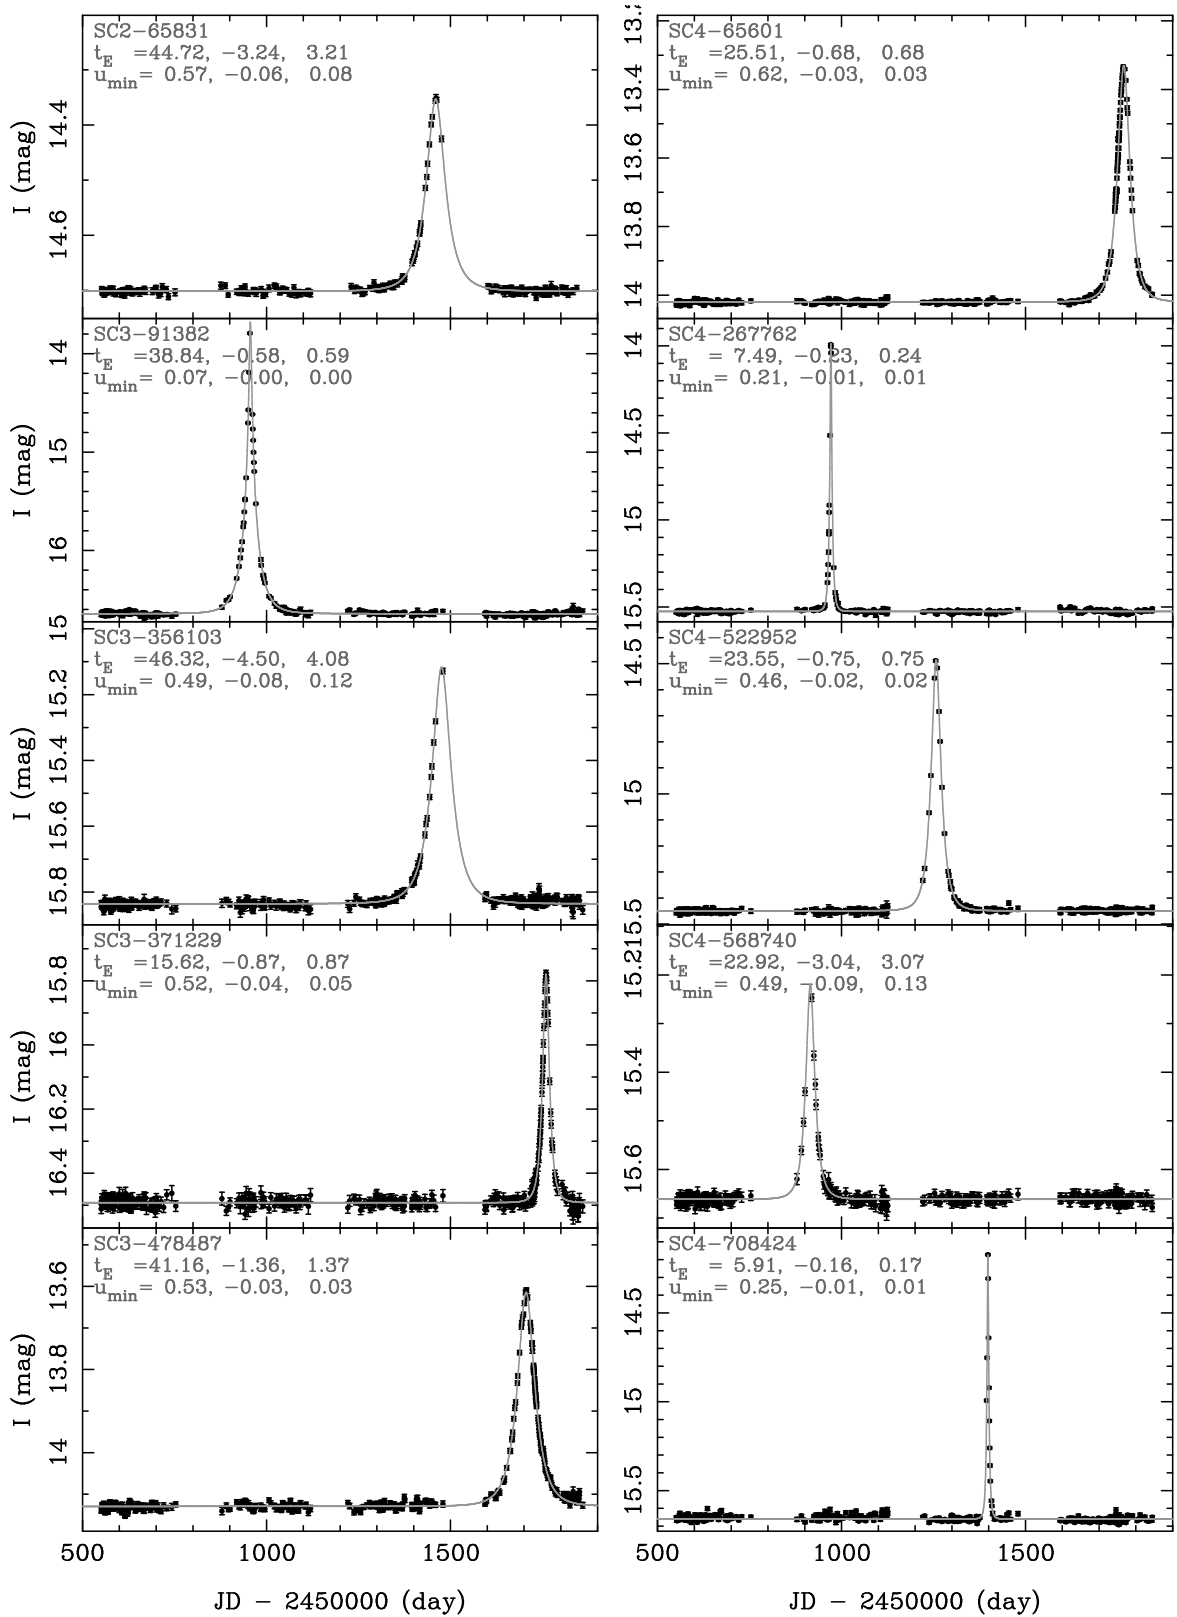 SC2-65831
t_E =44.72, -3.24, 3.21
u_min= 0.57, -0.06, 0.08
I (mag)
14.4
14.6
SC4-65601
t_E =25.51, -0.68, 0.68
u_min= 0.62, -0.03, 0.03
13.4
13.6
13.8
14
SC3-91382
t_E =38.84, -0.58, 0.59
u_min= 0.07, -0.00, 0.00
I (mag)
14
15
16
SC4-267762
t_E = 7.49, -0.23, 0.24
u_min= 0.21, -0.01, 0.01
14
14.5
15
15.5
SC3-356103
t_E =46.32, -4.50, 4.08
u_min= 0.49, -0.08, 0.12
I (mag)
15
15.2
15.4
15.6
15.8
SC4-522952
t_E =23.55, -0.75, 0.75
u_min= 0.46, -0.02, 0.02
14.5
15
SC3-371229
t_E =15.62, -0.87, 0.87
u_min= 0.52, -0.04, 0.05
I (mag)
15.8
16
16.2
16.4
SC4-568740
t_E =22.92, -3.04, 3.07
u_min= 0.49, -0.09, 0.13
15.2
15.4
15.6
SC3-478487
t_E =41.16, -1.36, 1.37
u_min= 0.53, -0.03, 0.03
I (mag)
13.6
13.8
14
SC4-708424
t_E = 5.91, -0.16, 0.17
u_min= 0.25, -0.01, 0.01
14.5
15
15.5
500 1000 1500
500 1000 1500
JD - 2450000 (day)
JD - 2450000 (day)